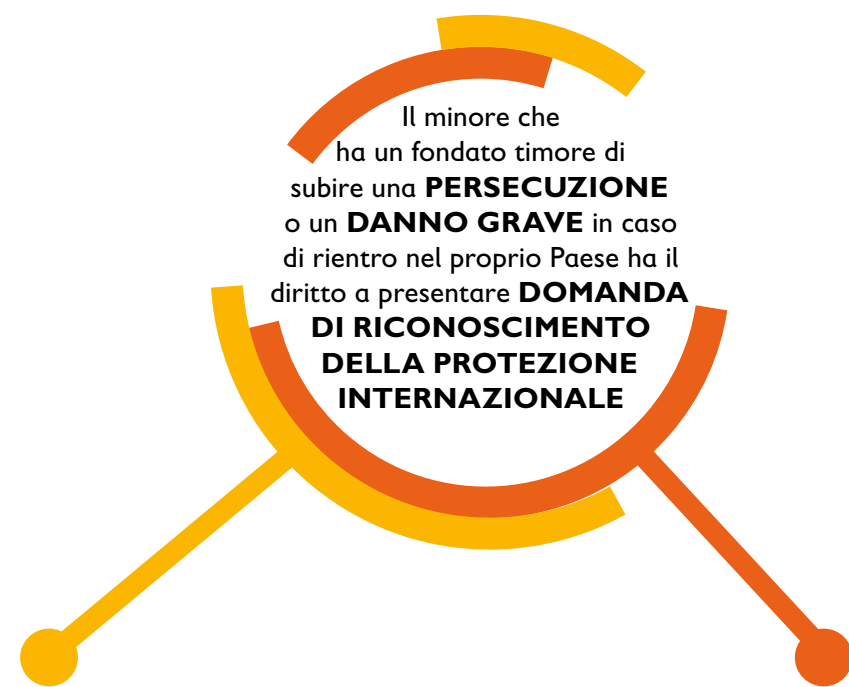 Il minore che
ha un fondato timore di
subire una PERSECUZIONE
o un DANNO GRAVE in caso
di rientro nel proprio Paese ha il
diritto a presentare DOMANDA
DI RICONOSCIMENTO
DELLA PROTEZIONE
INTERNAZIONALE